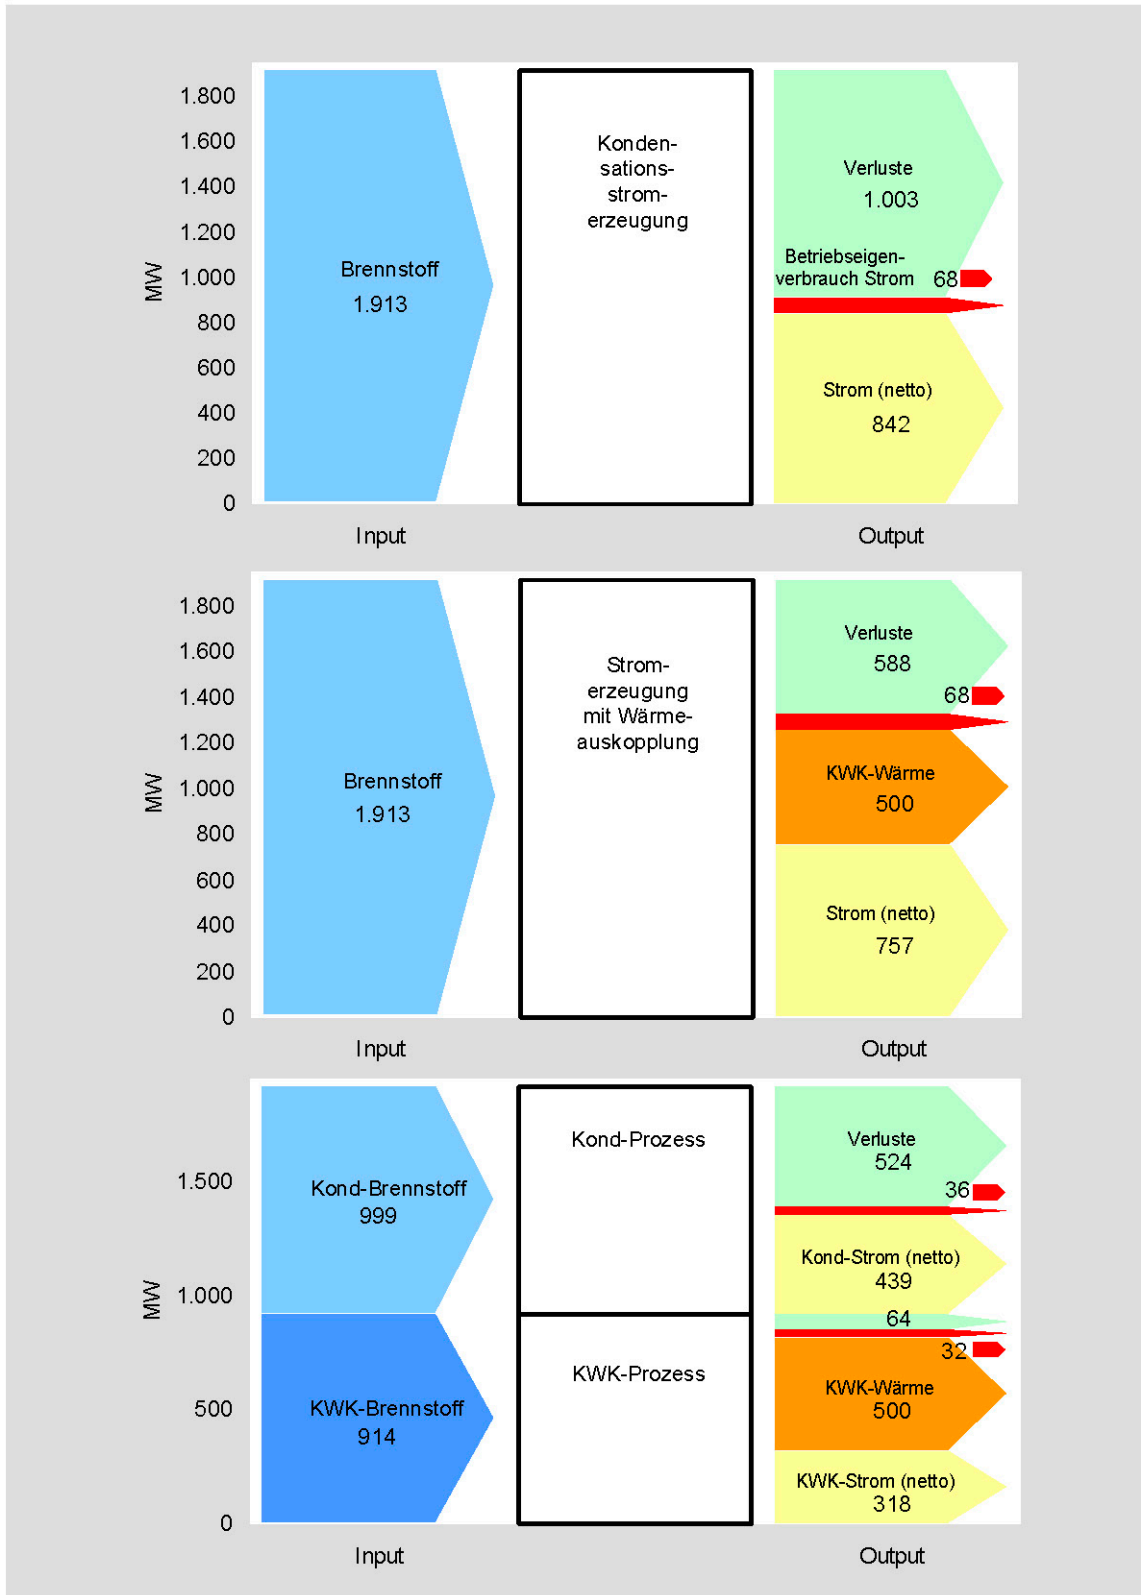 1.800
1.600
1.400
1.200
1.000
800
600
400
200
0
MW
Brennstoff
1.913
Konden-
sations-
strom-
erzeugung
Verluste
1.003
Betriebseigen-
verbrauch Strom
68
Strom (netto)
842
Input
Output
1.800
1.600
1.400
1.200
1.000
800
600
400
200
0
MW
Brennstoff
1.913
Strom-
erzeugung
mit Wärme-
auskopplung
Verluste
588
68
KWK-Wärme
500
Strom (netto)
757
Input
Output
1.500
1.000
500
0
MW
Kond-Brennstoff
999
KWK-Brennstoff
914
Kond-Prozess
KWK-Prozess
Verluste
524
36
Kond-Strom (netto)
439
64
32
KWK-Wärme
500
KWK-Strom (netto)
318
Input
Output